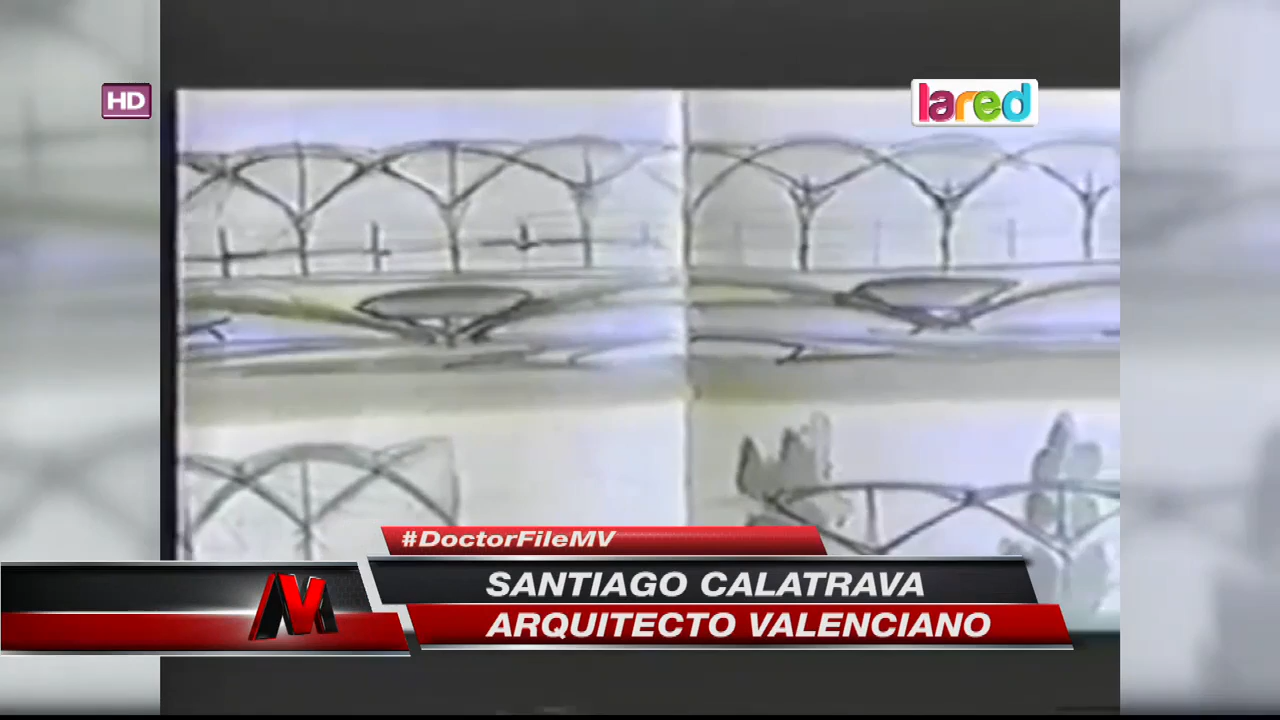 HD
lared
#DoctorFileMV
SANTIAGO CALATRAVA
ARQUITECTO VALENCIANO